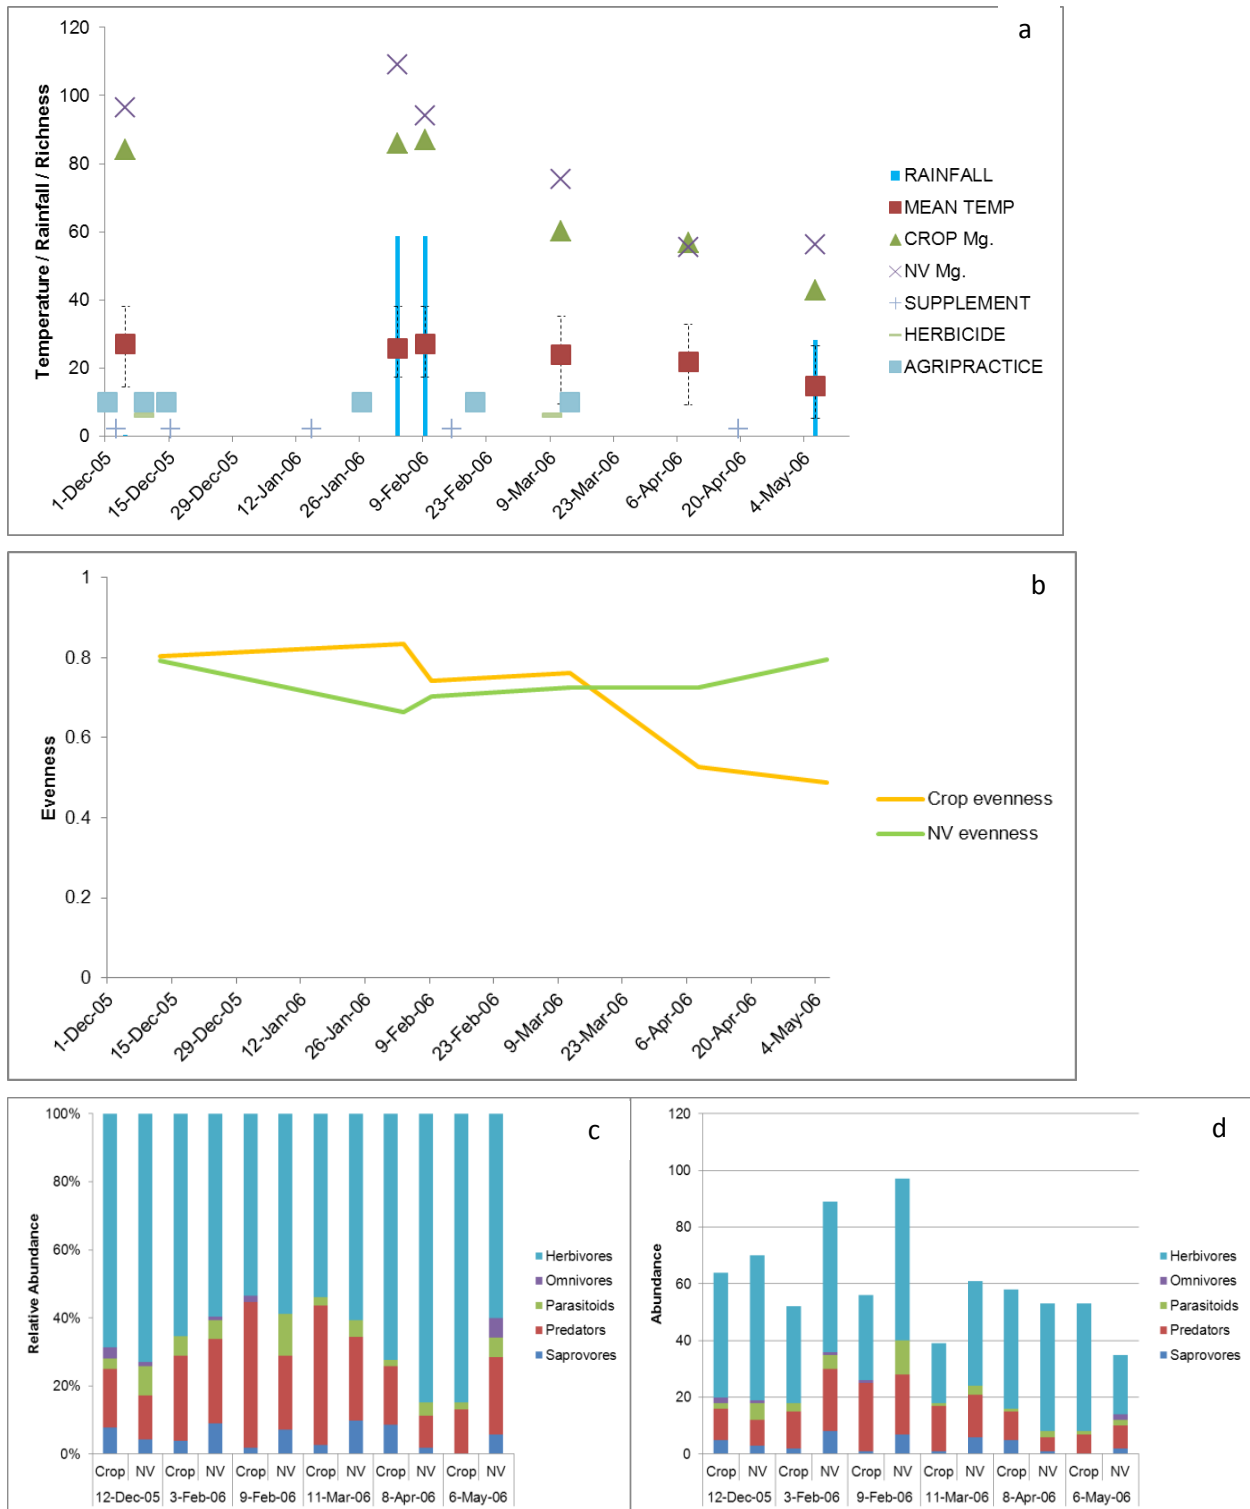 a
120
100
80
60
40
20
0
Temperature / Rainfall / Richness
1-Dec-05
15-Dec-05
29-Dec-05
12-Jan-06
26-Jan-06
9-Feb-06
23-Feb-06
9-Mar-06
23-Mar-06
6-Apr-06
20-Apr-06
4-May-06
RAINFALL
MEAN TEMP
CROP Mg.
NV Mg.
SUPPLEMENT
HERBICIDE
AGRIPRACTICE
b
1
0.8
0.6
0.4
0.2
0
Evenness
1-Dec-05
15-Dec-05
29-Dec-05
12-Jan-06
26-Jan-06
9-Feb-06
23-Feb-06
9-Mar-06
23-Mar-06
6-Apr-06
20-Apr-06
4-May-06
Crop evenness
NV evenness
c
100%
80%
60%
40%
20%
0%
Relative Abundance
Crop NV Crop NV Crop NV Crop NV Crop NV Crop NV
12-Dec-05 3-Feb-06 9-Feb-06 11-Mar-06 8-Apr-06 6-May-06
Herbivores
Omnivores
Parasitoids
Predators
Saprovores
d
120
100
80
60
40
20
0
Abundance
Crop NV Crop NV Crop NV Crop NV Crop NV Crop NV
12-Dec-05 3-Feb-06 9-Feb-06 11-Mar-06 8-Apr-06 6-May-06
Herbivores
Omnivores
Parasitoids
Predators
Saprovores